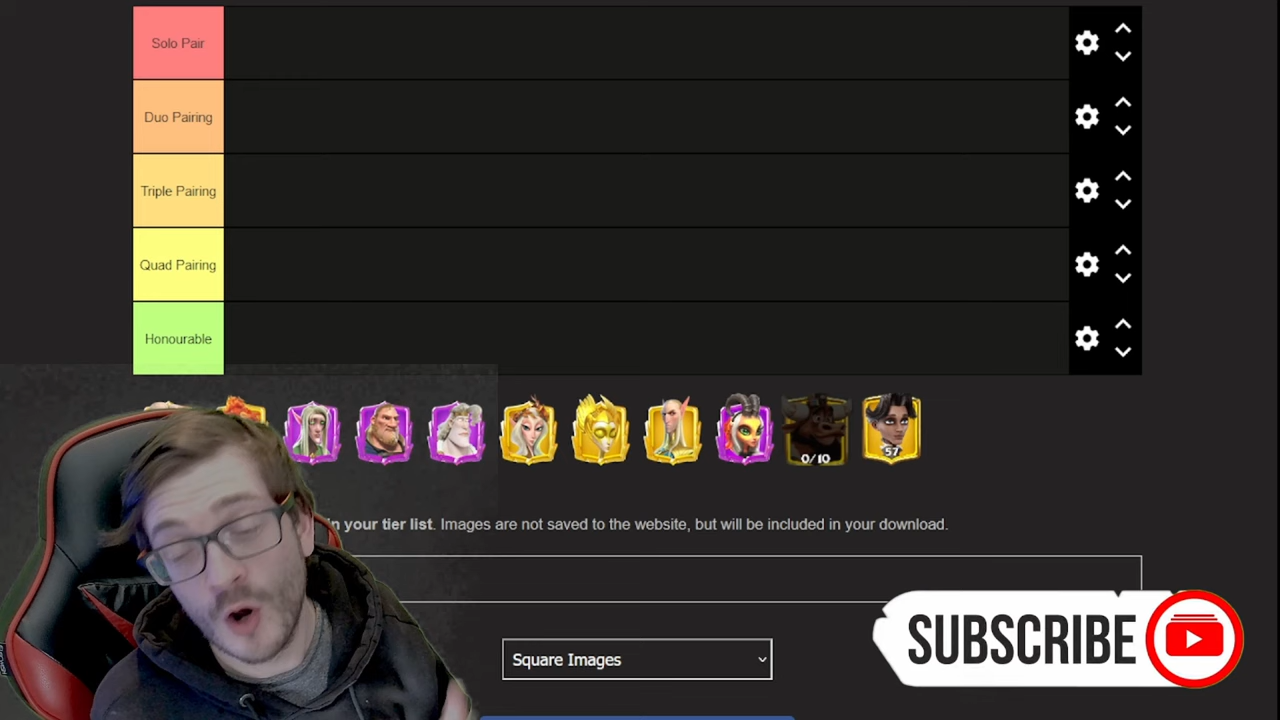 Solo Pair
Duo Pairing
Triple Pairing
Quad Pairing
Honourable
0/10
57
in your tier list. Images are not saved to the website, but will be included in your download.
Square Images
SUBSCRIBE